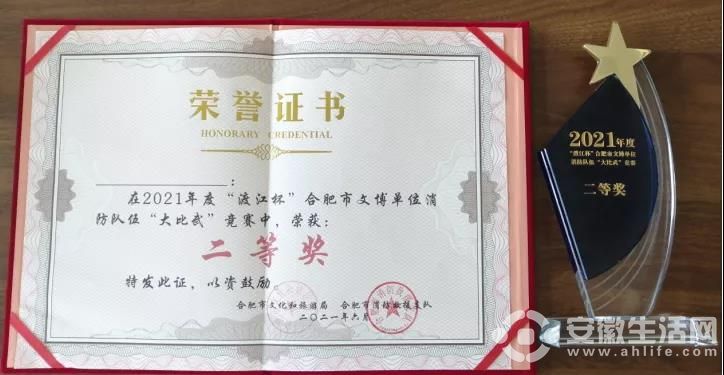 荣誉证书
HONORARY CREDENTIAL
：
在2021年度“渡江杯”合肥市文博单位消
防队伍“大比武”竞赛中，荣获：
二等奖
特发此证，以资鼓励
合肥市文化和旅游局 合肥市消防救援支队
二〇二一年六月
2021年度
“渡江杯”合肥市文博单位
消防队伍“大比武”竞赛
二等奖
安徽生活网
www.ahlife.com